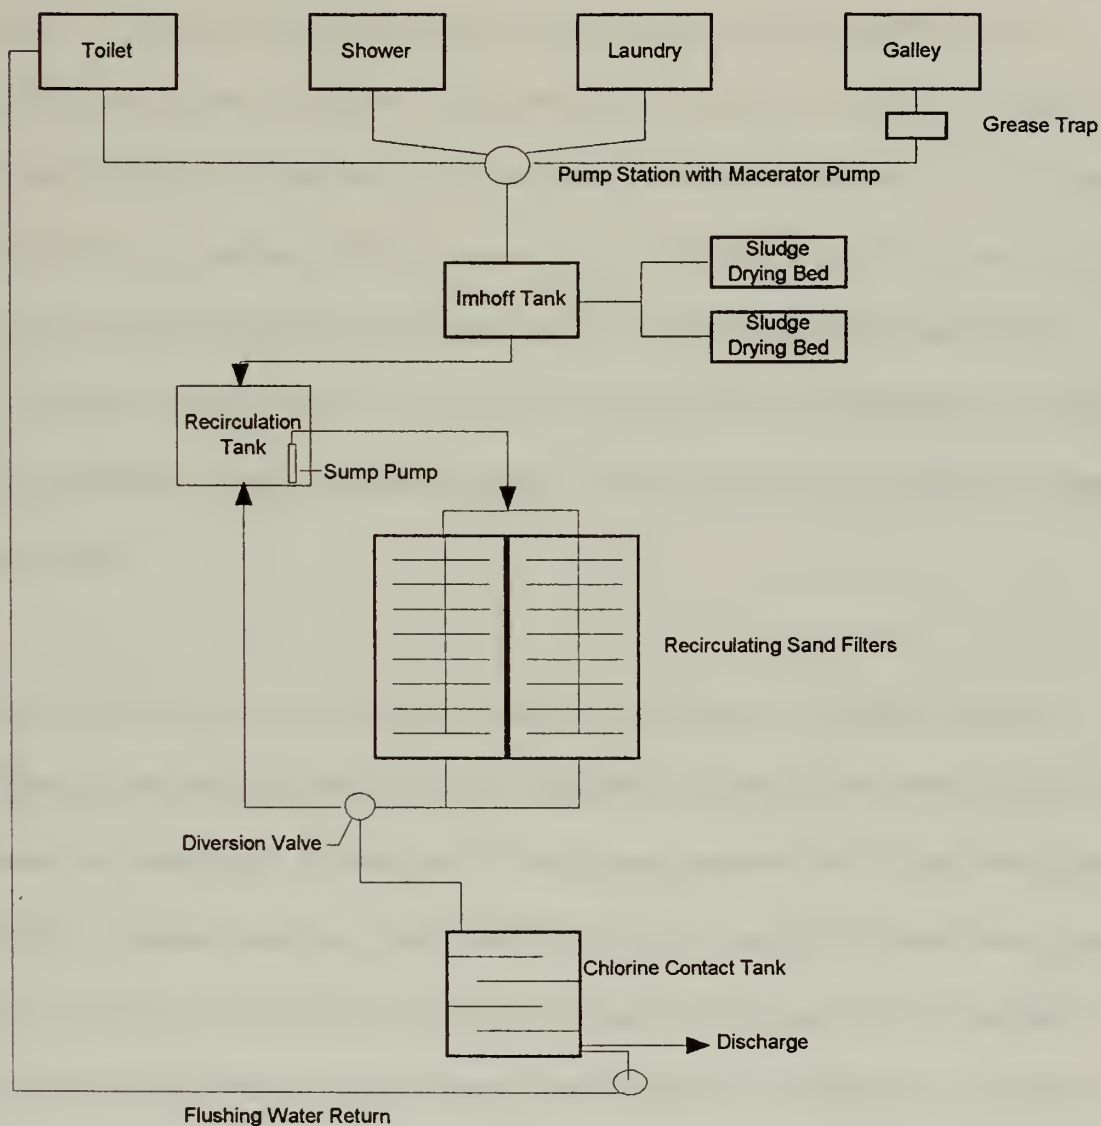 Toilet
Shower
Laundry
Galley
Grease Trap
Pump Station with Macerator Pump
Sludge
Drying Bed
Imhoff Tank
Sludge
Drying Bed
Recirculation
Tank
Sump Pump
Recirculating Sand Filters
Diversion Valve
Chlorine Contact Tank
Discharge
Flushing Water Return